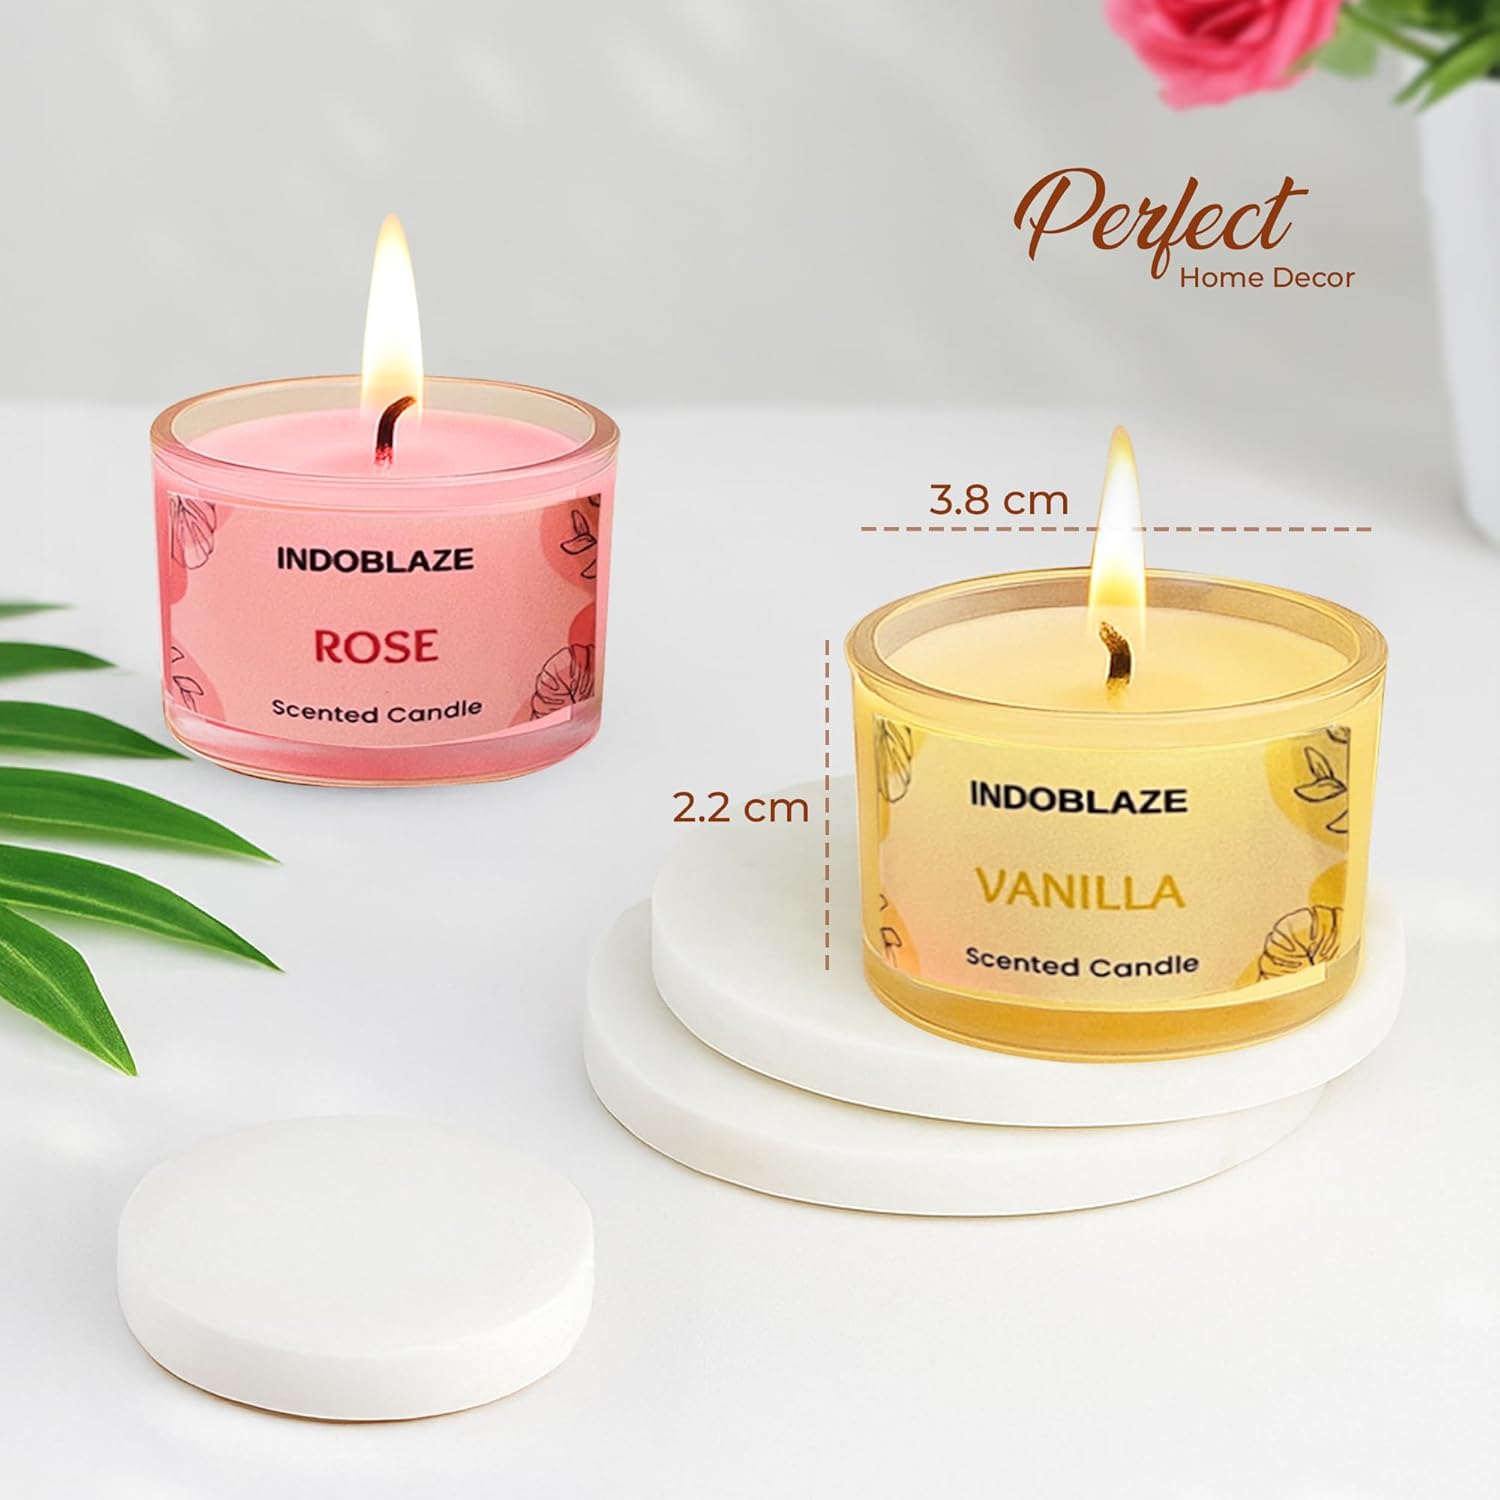 Perfect
Home Decor
INDOBLAZE
ROSE
Scented Candle
3.8 cm
2.2 cm
INDOBLAZE
VANILLA
Scented Candle